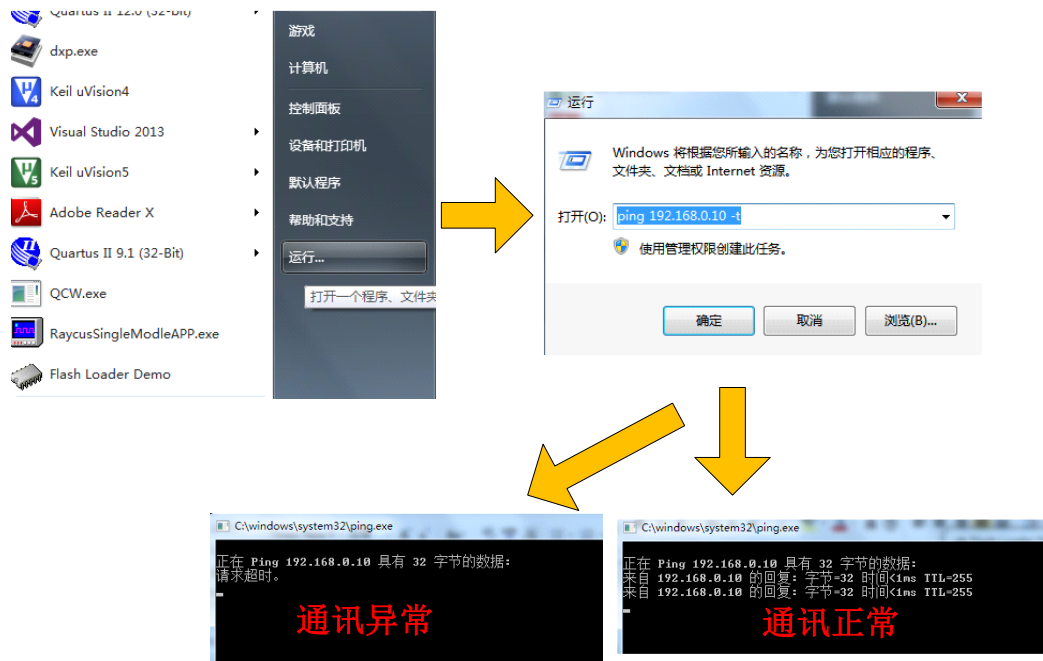 Quartus II 12.0 (32-bit)
dxp.exe
Keil uVision4
Visual Studio 2013
Keil uVision5
Adobe Reader X
Quartus II 9.1 (32-Bit)
QCW.exe
RaycusSingleModleAPP.exe
Flash Loader Demo
游戏
计算机
控制面板
设备和打印机
默认程序
帮助和支持
运行...
打开一个程序、文件夹
运行
Windows 将根据您所输入的名称，为您打开相应的程序、
文件夹、文档或 Internet 资源。
打开(O): ping 192.168.0.10 -t
使用管理权限创建此任务。
确定 取消 浏览(B)...
C:\windows\system32\ping.exe
正在 Ping 192.168.0.10 具有 32 字节的数据:
请求超时。
通讯异常
C:\windows\system32\ping.exe
正在 Ping 192.168.0.10 具有 32 字节的数据:
来自 192.168.0.10 的回复: 字节=32 时间<1ms TTL=255
来自 192.168.0.10 的回复: 字节=32 时间<1ms TTL=255
通讯正常